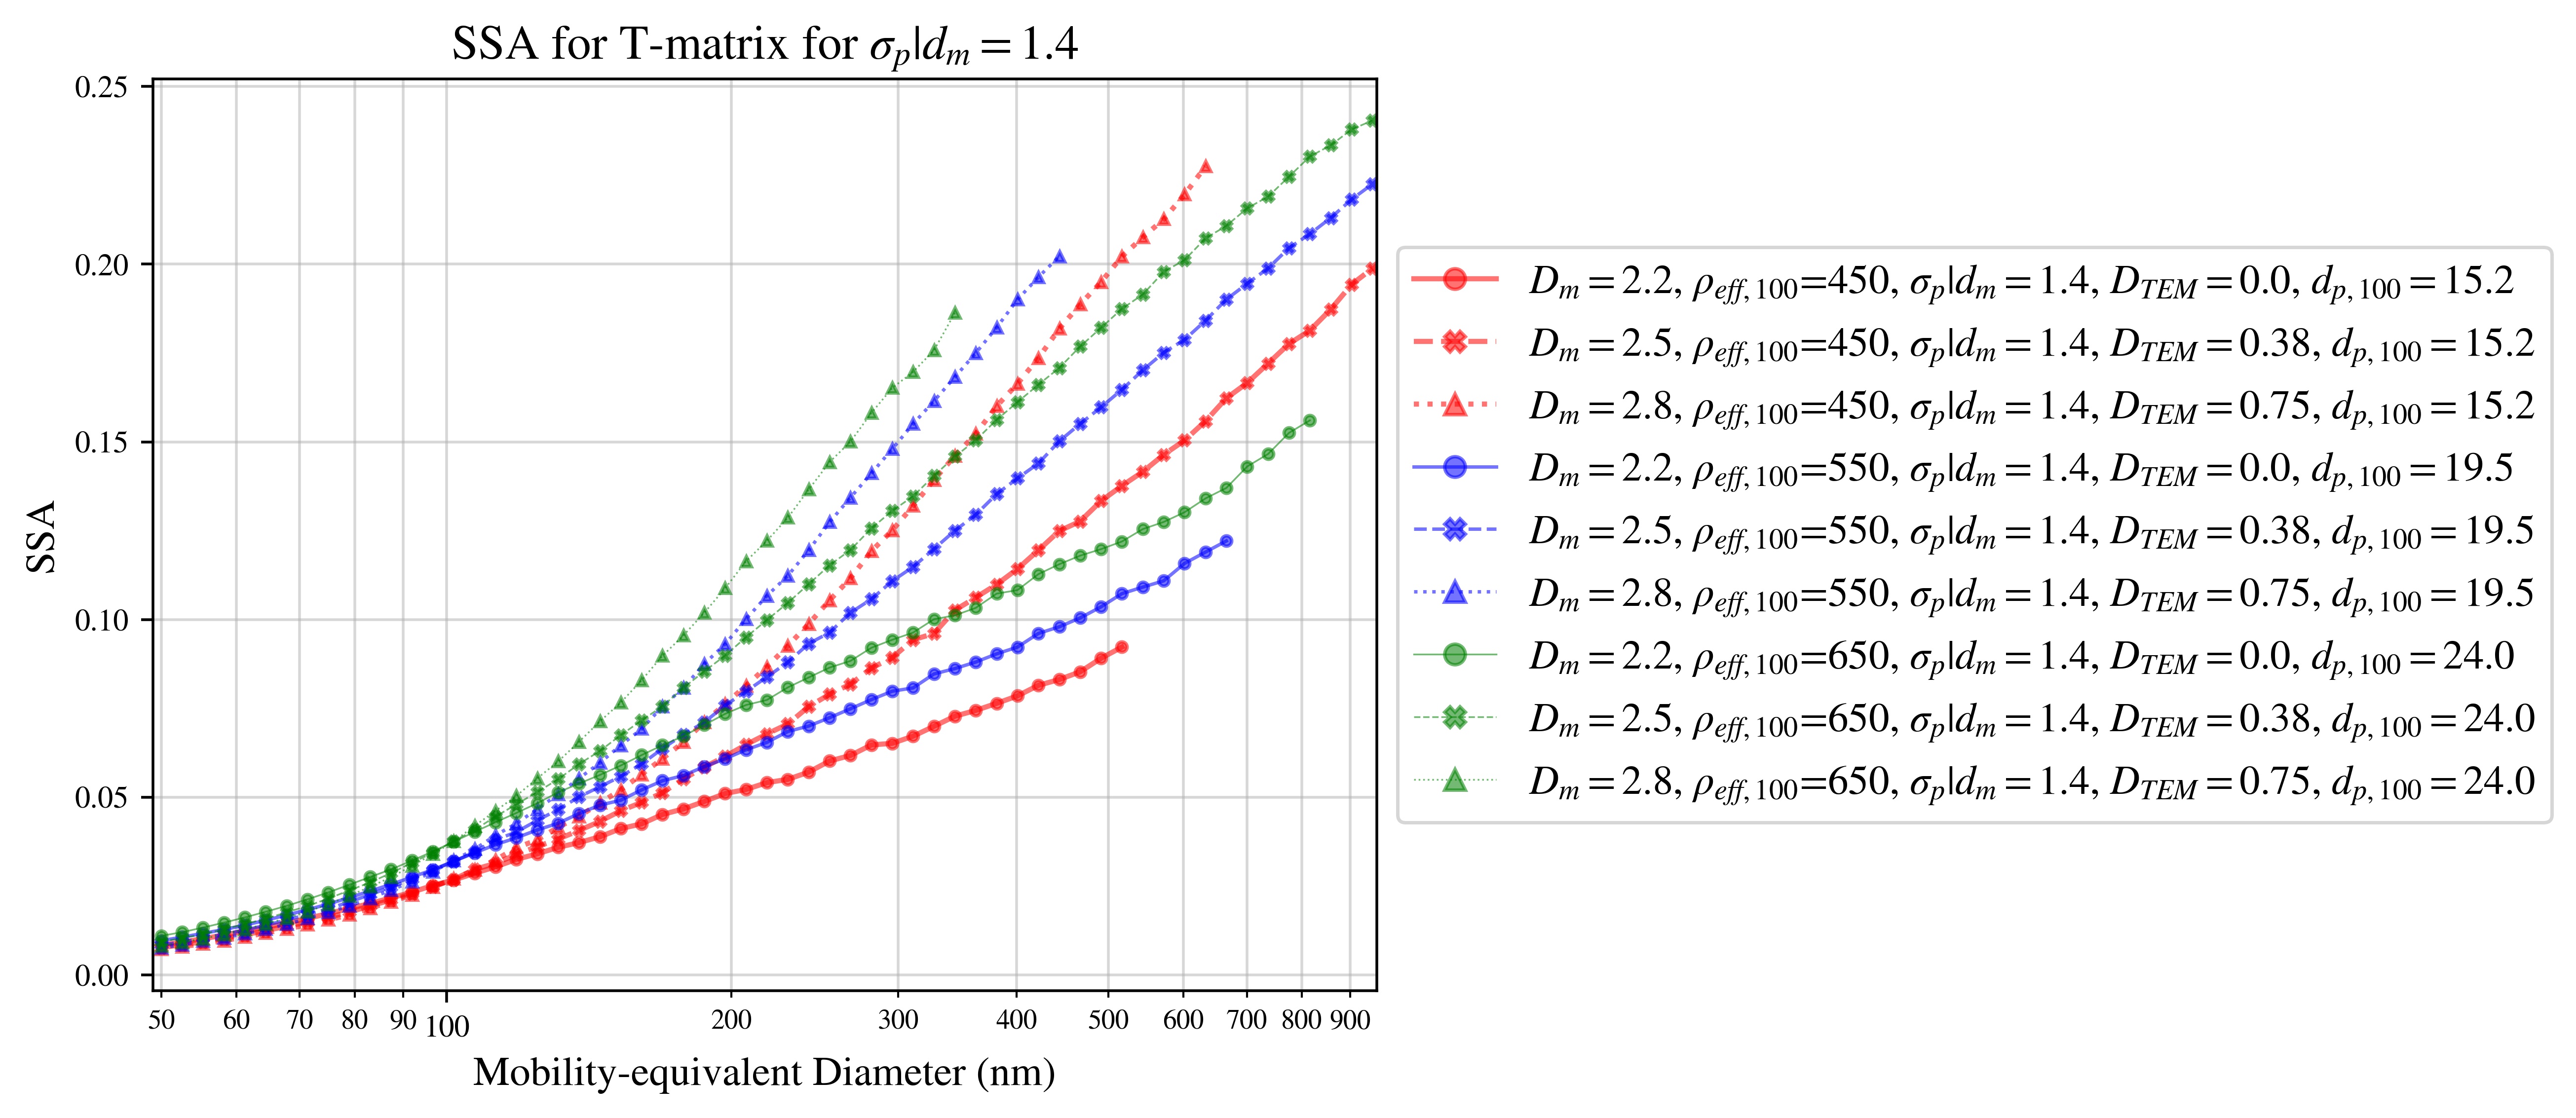 SSA for T-matrix for σp|dm = 1.4
0.25
0.20
0.15
0.10
0.05
0.00
SSA
50 60 70 80 90 100 200 300 400 500 600 700 800 900
Mobility-equivalent Diameter (nm)
Dm = 2.2, ρeff,100=450, σp|dm = 1.4, DTEM = 0.0, dp,100 = 15.2
Dm = 2.5, ρeff,100=450, σp|dm = 1.4, DTEM = 0.38, dp,100 = 15.2
Dm = 2.8, ρeff,100=450, σp|dm = 1.4, DTEM = 0.75, dp,100 = 15.2
Dm = 2.2, ρeff,100=550, σp|dm = 1.4, DTEM = 0.0, dp,100 = 19.5
Dm = 2.5, ρeff,100=550, σp|dm = 1.4, DTEM = 0.38, dp,100 = 19.5
Dm = 2.8, ρeff,100=550, σp|dm = 1.4, DTEM = 0.75, dp,100 = 19.5
Dm = 2.2, ρeff,100=650, σp|dm = 1.4, DTEM = 0.0, dp,100 = 24.0
Dm = 2.5, ρeff,100=650, σp|dm = 1.4, DTEM = 0.38, dp,100 = 24.0
Dm = 2.8, ρeff,100=650, σp|dm = 1.4, DTEM = 0.75, dp,100 = 24.0